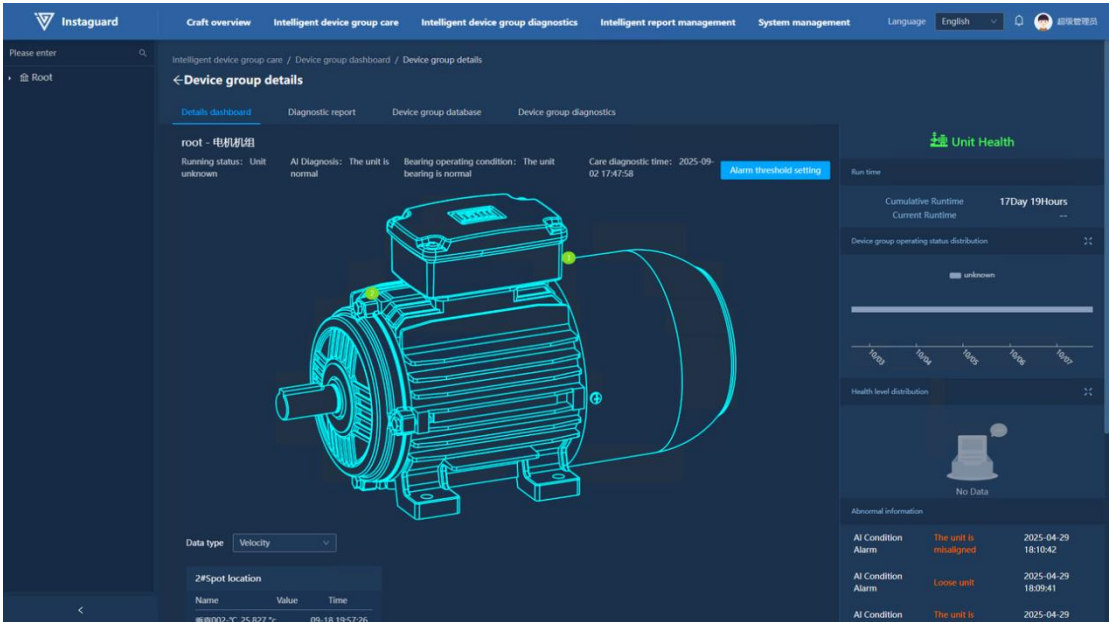 Instaguard
Craft overview
Intelligent device group care
Intelligent device group diagnostics
Intelligent report management
System management
Language
English
超级管理员
Please enter
Root
Intelligent device group care / Device group dashboard / Device group details
←Device group details
Details dashboard
Diagnostic report
Device group database
Device group diagnostics
root - 电机机组
Running status: Unit unknown
AI Diagnosis: The unit is normal
Bearing operating condition: The unit bearing is normal
Care diagnostic time: 2025-09-02 17:47:58
Alarm threshold setting
1
2
Data type
Velocity
2#Spot location
Name Value Time
09-18 19:57:26
Unit Health
Run time
Cumulative Runtime 17Day 19Hours
Current Runtime --
Device group operating status distribution
unknown
10/03
10/04
10/05
10/06
10/07
Health level distribution
No Data
Abnormal information
AI Condition Alarm
The unit is misaligned
2025-04-29 18:10:42
AI Condition Alarm
Loose unit
2025-04-29 18:09:41
AI Condition
The unit is
2025-04-29